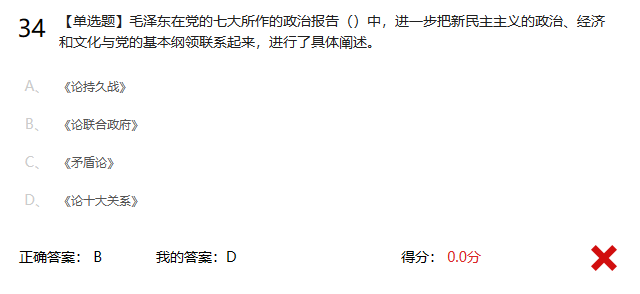 34 【单选题】毛泽东在党的七大所作的政治报告（）中，进一步把新民主主义的政治、经济
和文化与党的基本纲领联系起来，进行了具体阐述。
A、 《论持久战》
B、 《论联合政府》
C、 《矛盾论》
D、 《论十大关系》
正确答案： B 我的答案：D 得分： 0.0分